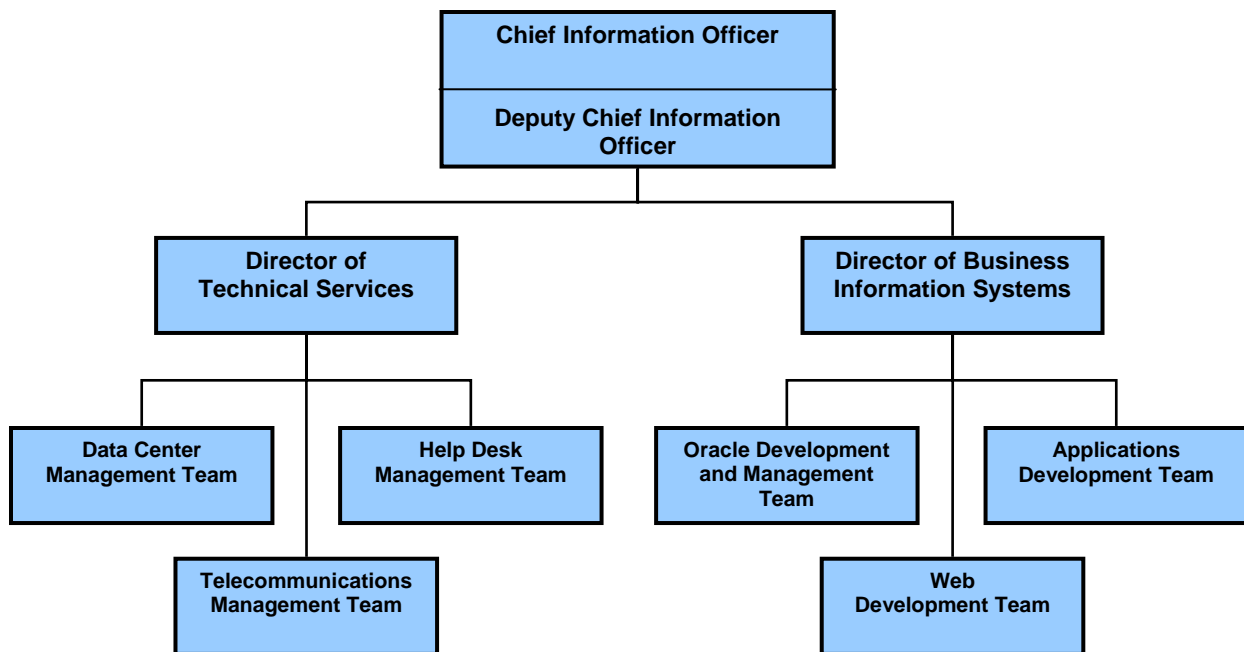 Chief Information Officer
Deputy Chief Information
Officer
Director of
Technical Services
Director of Business
Information Systems
Data Center
Management Team
Help Desk
Management Team
Oracle Development
and Management
Team
Applications
Development Team
Telecommunications
Management Team
Web
Development Team